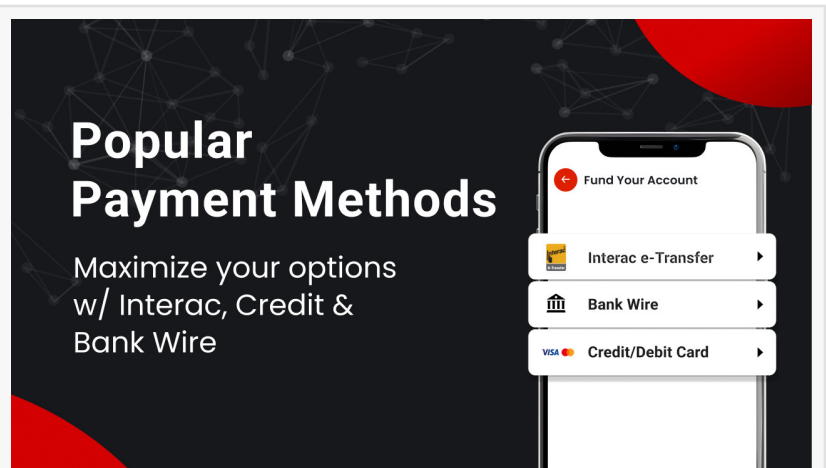 Popular
Payment Methods
Maximize your options
w/ Interac, Credit &
Bank Wire
Fund Your Account
Interac e-Transfer
Bank Wire
VISA Credit/Debit Card